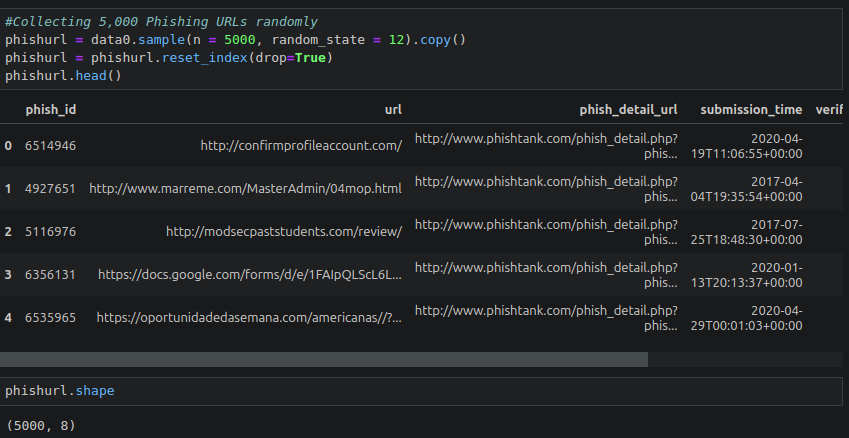 #Collecting 5,000 Phishing URLs randomly
phishurl = data0.sample(n = 5000, random_state = 12).copy()
phishurl = phishurl.reset_index(drop=True)
phishurl.head()
phish_id url phish_detail_url submission_time verif
0 6514946 http://confirmprofileaccount.com/ http://www.phishtank.com/phish_detail.php? 2020-04-
phis... 19T11:06:55+00:00
1 4927651 http://www.marreme.com/MasterAdmin/04mop.html http://www.phishtank.com/phish_detail.php? 2017-04-
phis... 04T19:35:54+00:00
2 5116976 http://modsecpaststudents.com/review/ http://www.phishtank.com/phish_detail.php? 2017-07-
phis... 25T18:48:30+00:00
3 6356131 https://docs.google.com/forms/d/e/1FAIpQLScL6L... http://www.phishtank.com/phish_detail.php? 2020-01-
phis... 13T20:13:37+00:00
4 6535965 https://oportunidadedasemana.com/americanas//?... http://www.phishtank.com/phish_detail.php? 2020-04-
phis... 29T00:01:03+00:00
phishurl.shape
(5000, 8)